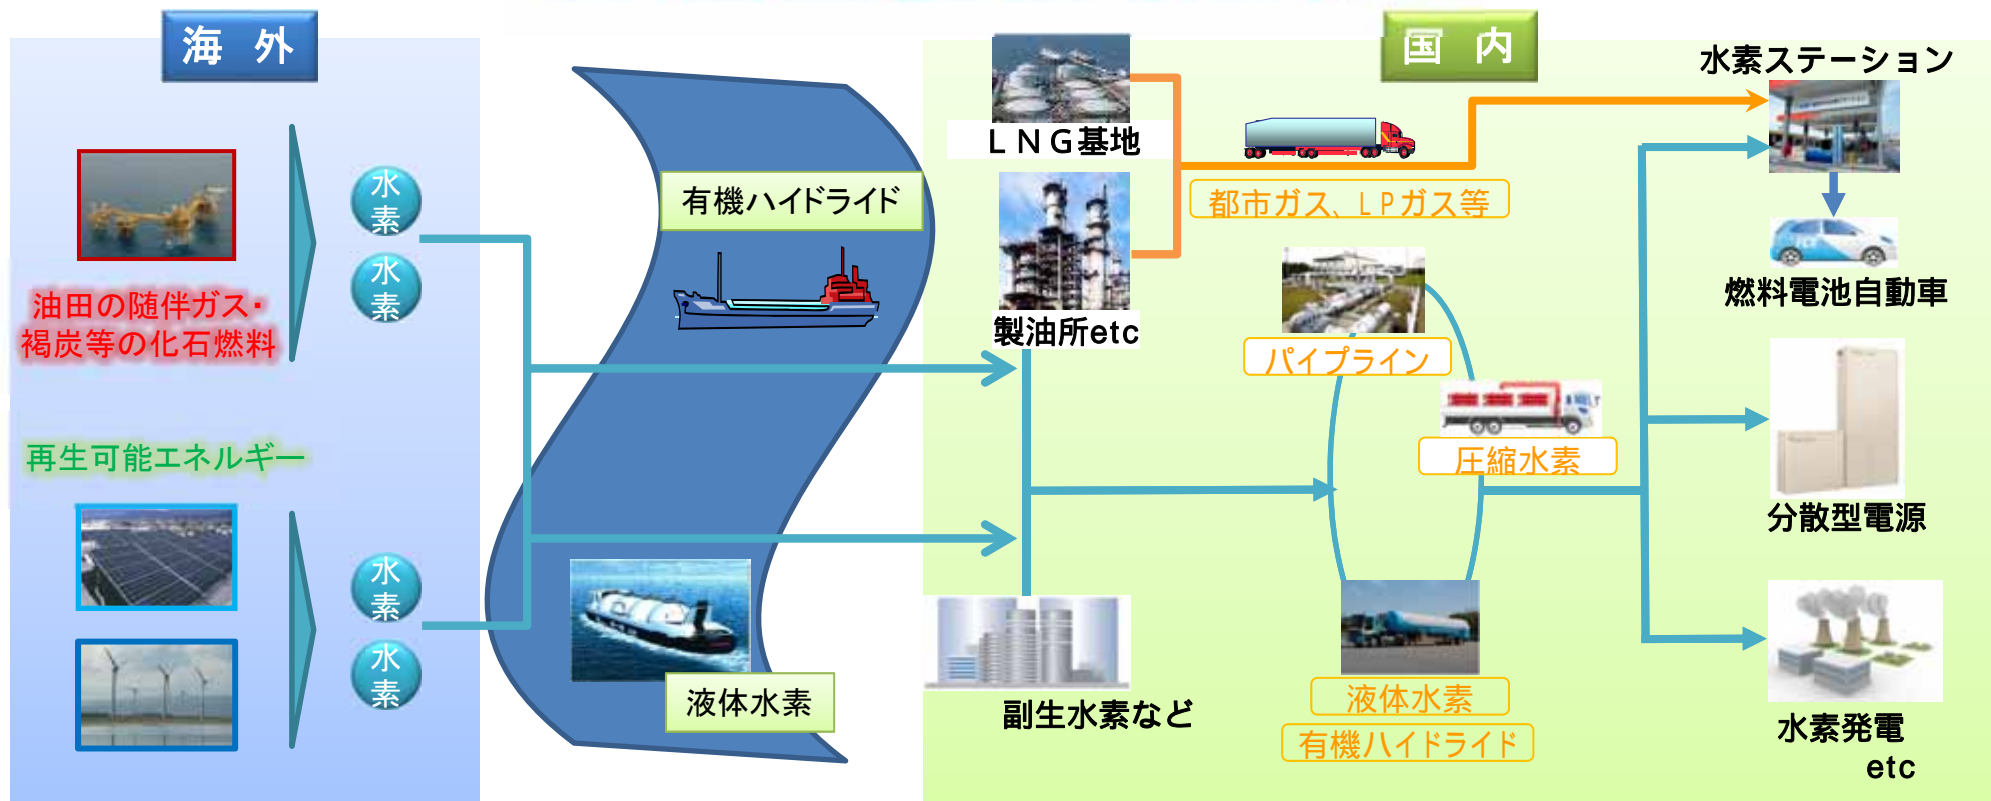 海　外
水
素
水
素
油田の随伴ガス・
褐炭等の化石燃料
再生可能エネルギー
水
素
水
素
有機ハイドライド
液体水素
国　内
ＬＮＧ基地
製油所etc
副生水素など
都市ガス、LPガス等
パイプライン
圧縮水素
液体水素
有機ハイドライド
水素ステーション
燃料電池自動車
分散型電源
水素発電
etc